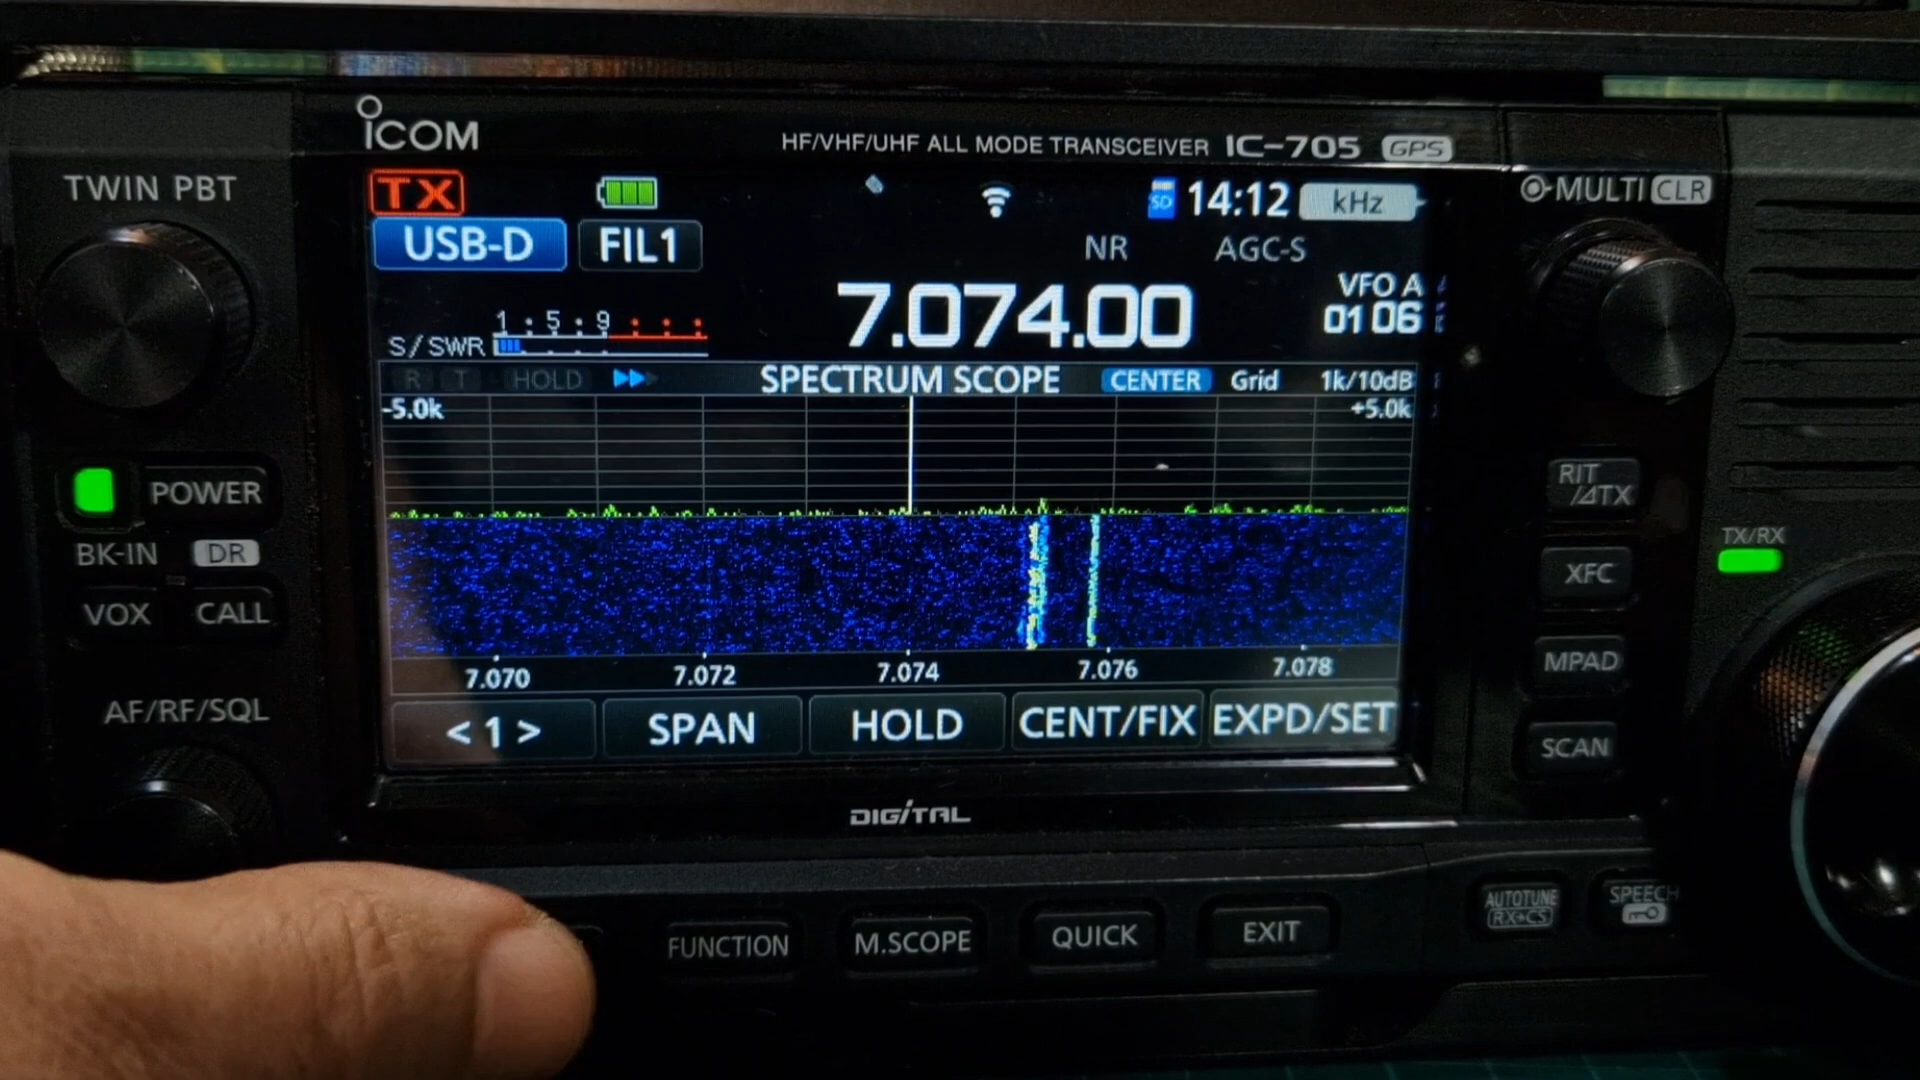 ICOM
HF/VHF/UHF ALL MODE TRANSCEIVER IC-705 GPS
TWIN PBT
MULTI CLR
TX
SD 14:12 kHz
USB-D FIL1
NR AGC-S
7.074.00
VFO A
01 06
1 : 5 : 9
S/SWR
R T HOLD
SPECTRUM SCOPE CENTER Grid 1k/10dB
-5.0k +5.0k
POWER
BK-IN DR
VOX CALL
AF/RF/SQL
7.070 7.072 7.074 7.076 7.078
< 1 > SPAN HOLD CENT/FIX EXPD/SET
RIT
/⊿TX
XFC
MPAD
SCAN
TX/RX
DIGITAL
FUNCTION M.SCOPE QUICK EXIT
AUTOTUNE
RX→CS
SPEECH